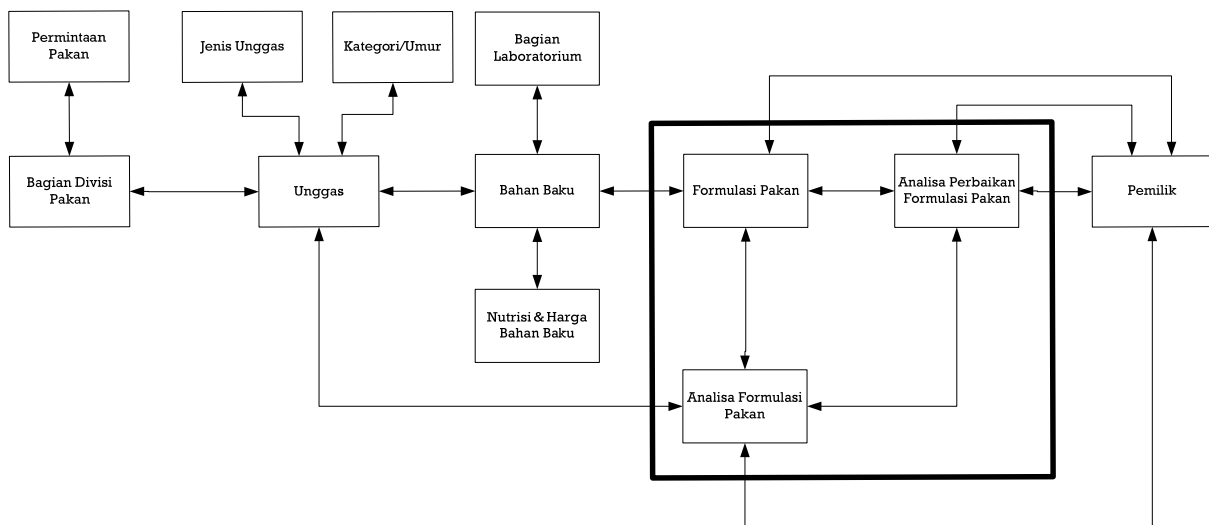 Permintaan
Pakan
Jenis Unggas
Kategori/Umur
Bagian
Laboratorium
Bagian Divisi
Pakan
Unggas
Bahan Baku
Formulasi Pakan
Analisa Perbaikan
Formulasi Pakan
Pemilik
Nutrisi & Harga
Bahan Baku
Analisa Formulasi
Pakan